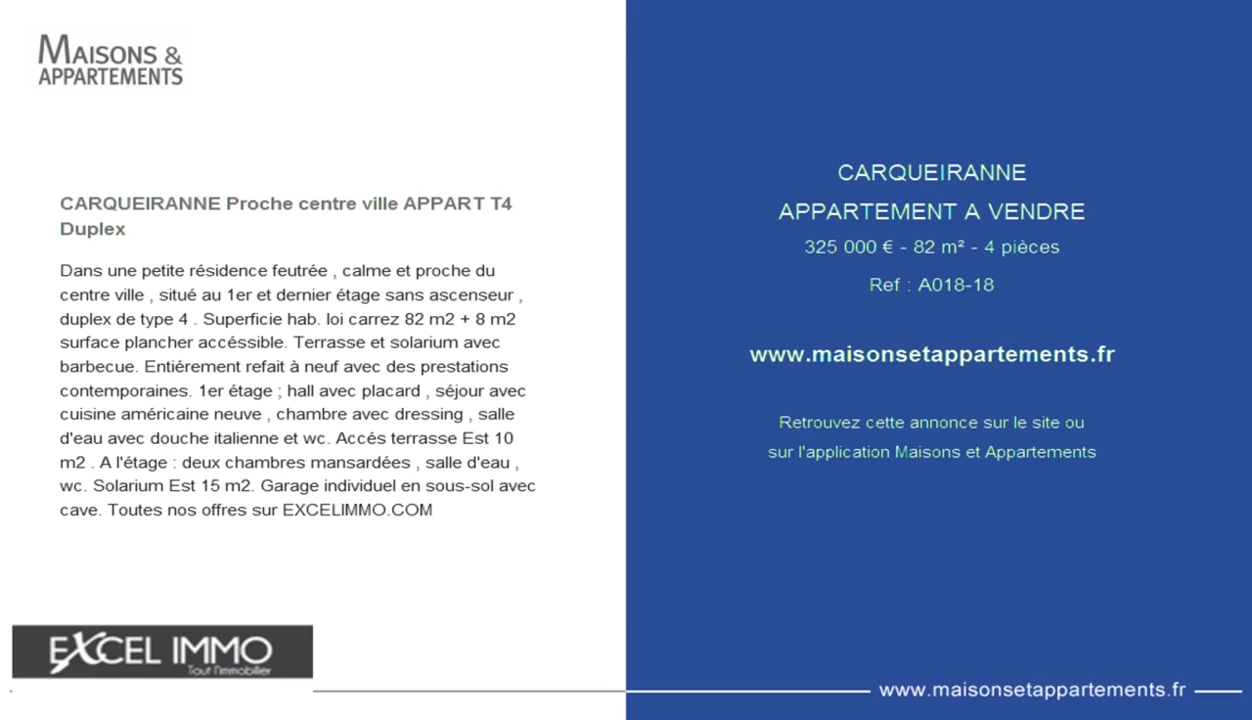 MAISONS &
APPARTEMENTS
CARQUEIRANNE Proche centre ville APPART T4
Duplex
Dans une petite résidence feutrée , calme et proche du
centre ville , situé au 1er et dernier étage sans ascenseur ,
duplex de type 4 . Superficie hab. loi carrez 82 m2 + 8 m2
surface plancher accéssible. Terrasse et solarium avec
barbecue. Entiérement refait à neuf avec des prestations
contemporaines. 1er étage ; hall avec placard , séjour avec
cuisine américaine neuve , chambre avec dressing , salle
d'eau avec douche italienne et wc. Accés terrasse Est 10
m2 . A l'étage : deux chambres mansardées , salle d'eau ,
wc. Solarium Est 15 m2. Garage individuel en sous-sol avec
cave. Toutes nos offres sur EXCELIMMO.COM
EXCEL IMMO
Tout l'immobilier
CARQUEIRANNE
APPARTEMENT A VENDRE
325 000 € - 82 m² - 4 pièces
Ref : A018-18
www.maisonsetappartements.fr
Retrouvez cette annonce sur le site ou
sur l'application Maisons et Appartements
www.maisonsetappartements.fr